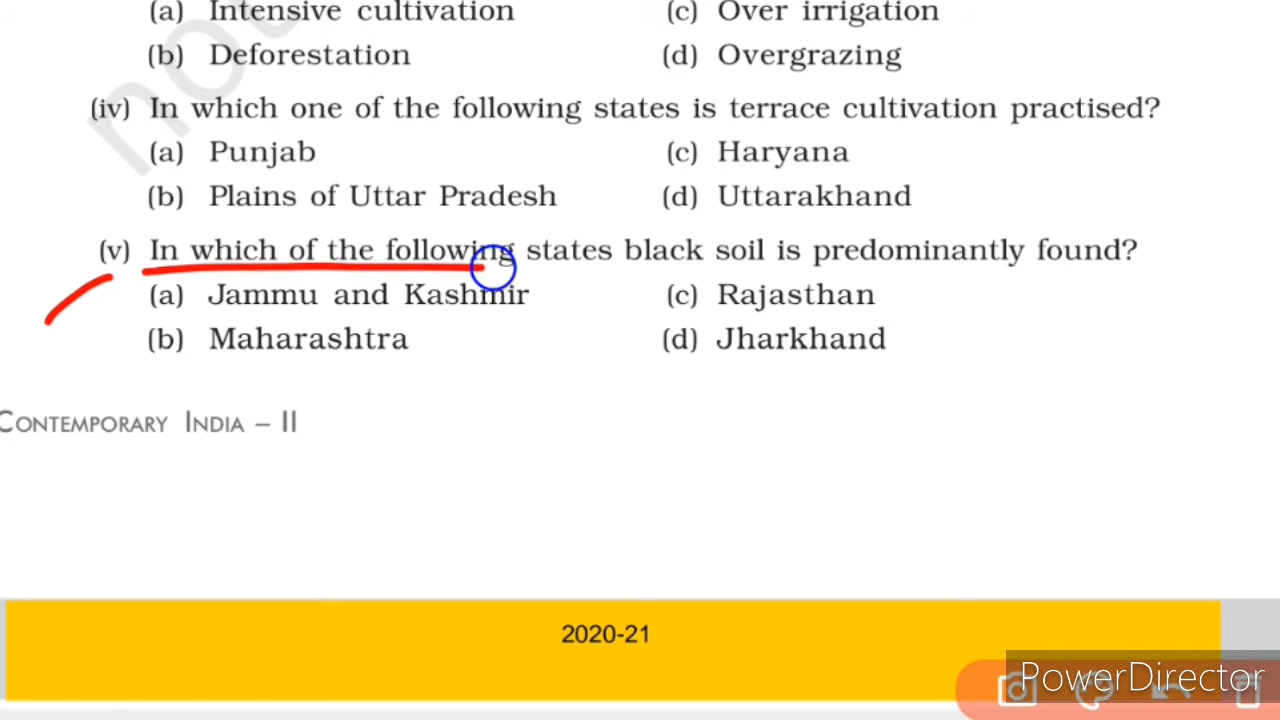 (a) Intensive cultivation (c) Over irrigation
(b) Deforestation (d) Overgrazing
(iv) In which one of the following states is terrace cultivation practised?
(a) Punjab (c) Haryana
(b) Plains of Uttar Pradesh (d) Uttarakhand
(v) In which of the following states black soil is predominantly found?
(a) Jammu and Kashmir (c) Rajasthan
(b) Maharashtra (d) Jharkhand
CONTEMPORARY INDIA – II
2020-21
PowerDirector